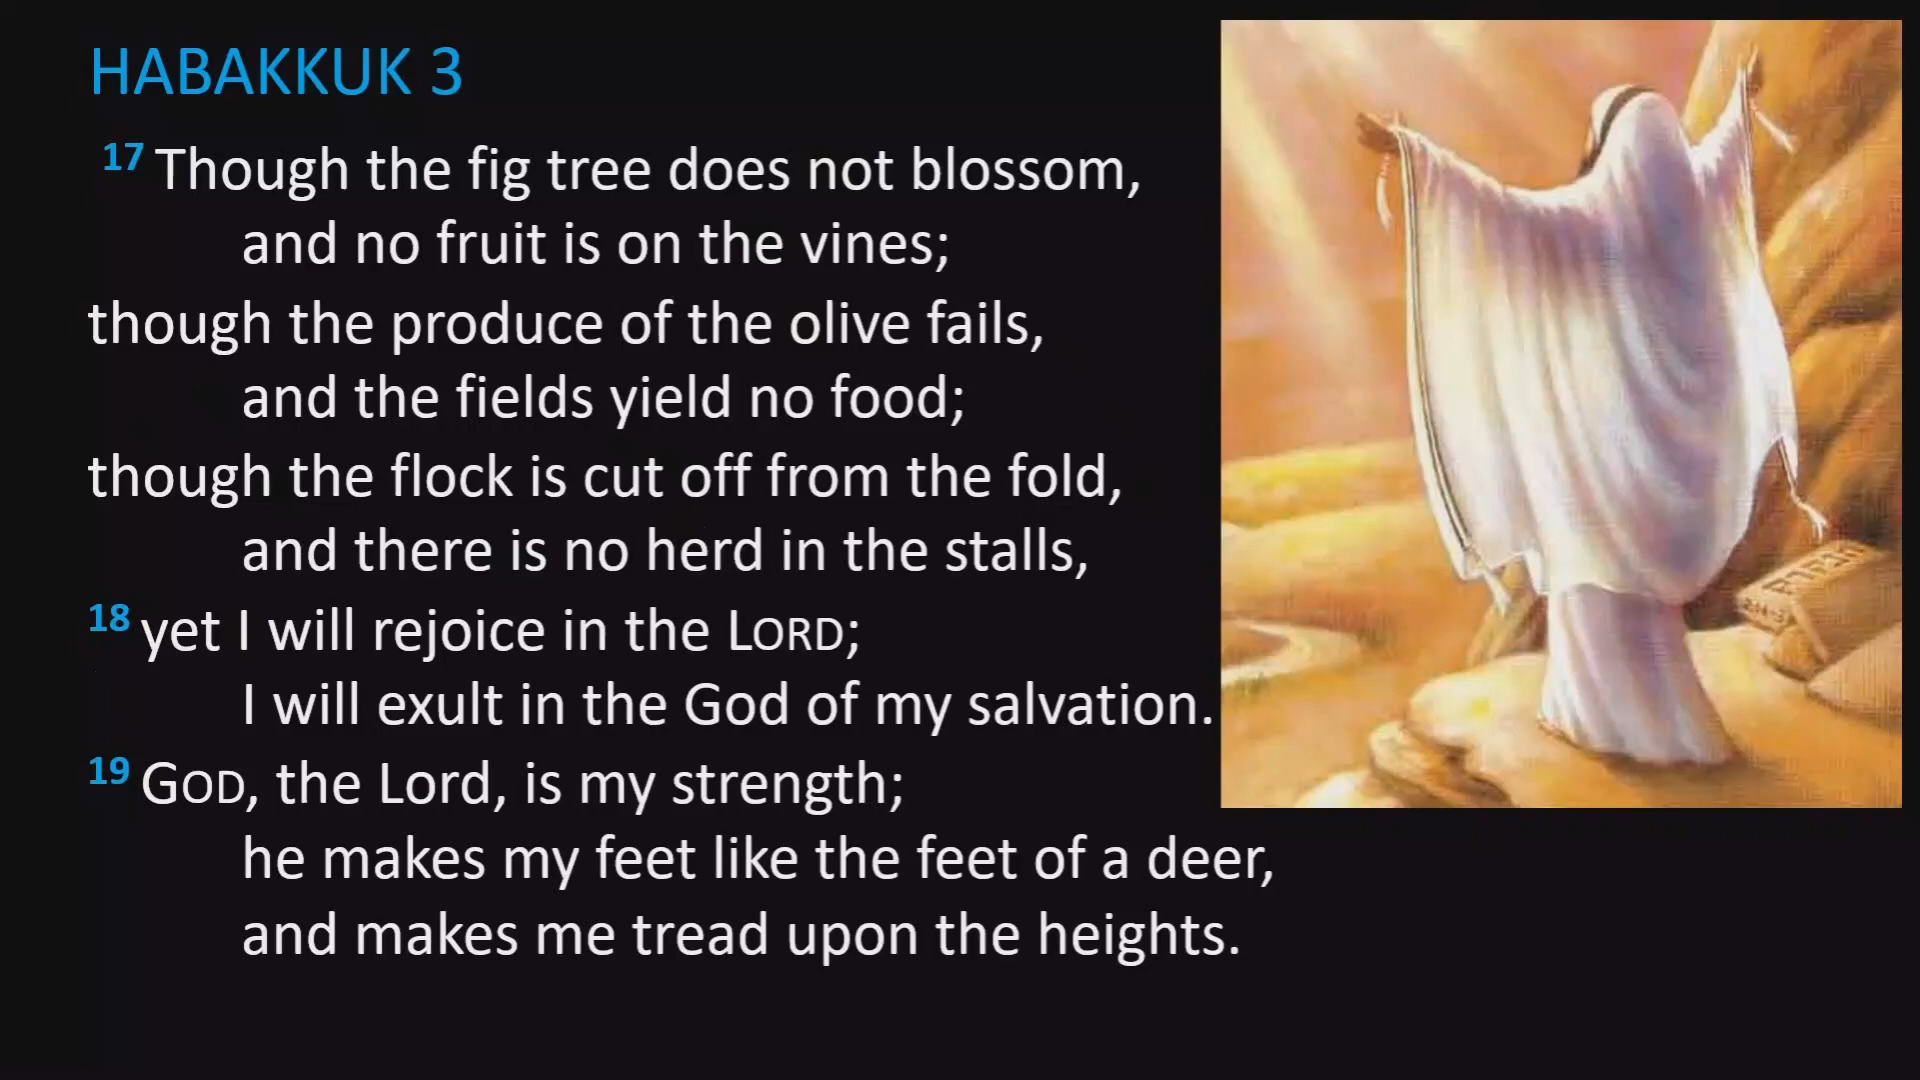 HABAKKUK 3
17 Though the fig tree does not blossom,
and no fruit is on the vines;
though the produce of the olive fails,
and the fields yield no food;
though the flock is cut off from the fold,
and there is no herd in the stalls,
18 yet I will rejoice in the LORD;
I will exult in the God of my salvation.
19 GOD, the Lord, is my strength;
he makes my feet like the feet of a deer,
and makes me tread upon the heights.